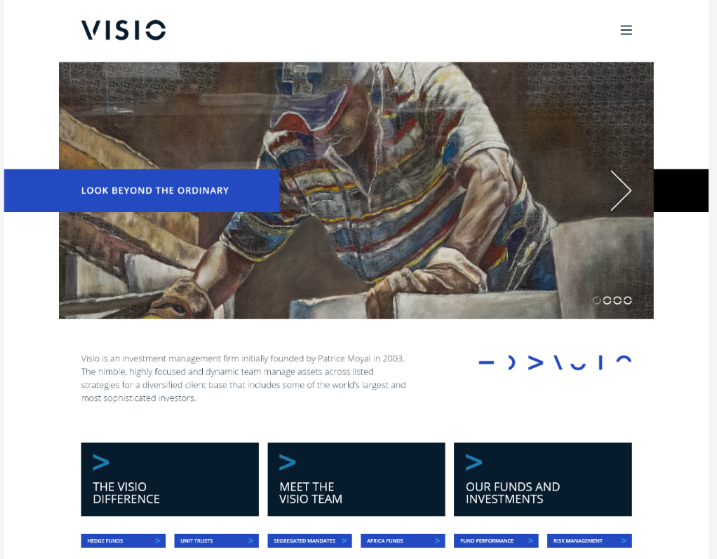 VISIO
LOOK BEYOND THE ORDINARY
Visio is an investment management firm initially founded by Patrice Moyal in 2003.
The nimble, highly focused and dynamic team manage assets across listed
strategies for a diversified client base that includes some of the world's largest and
most sophisticated investors.
THE VISIO
DIFFERENCE
MEET THE
VISIO TEAM
OUR FUNDS AND
INVESTMENTS
HEDGE FUNDS
UNIT TRUSTS
SEGREGATED MANDATES
AFRICA FUNDS
FUND PERFORMANCE
RISK MANAGEMENT